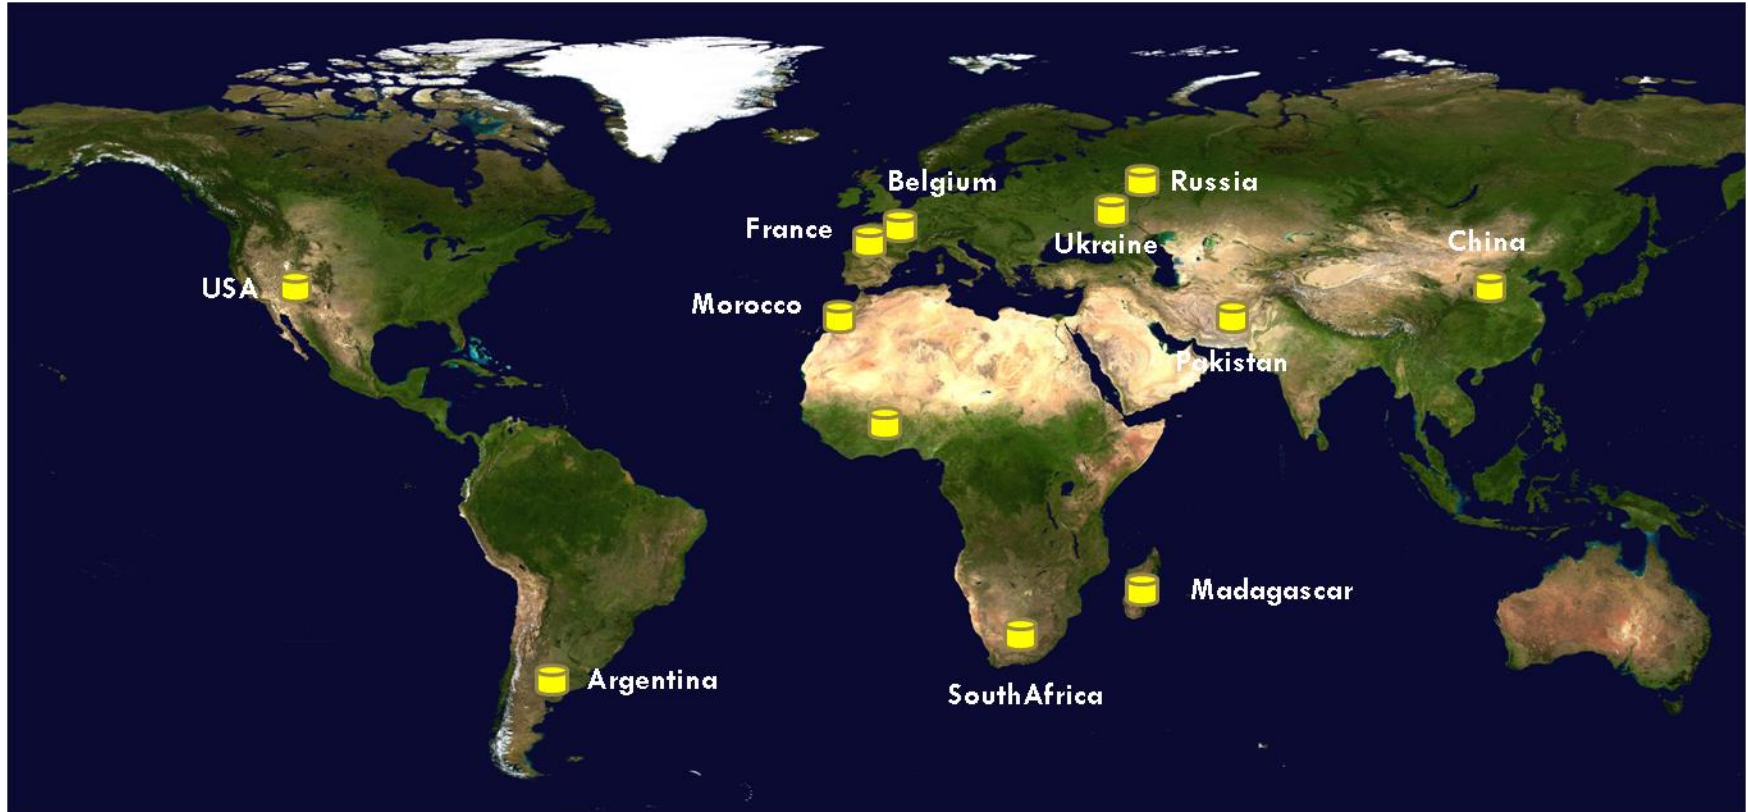 Belgium
Russia
France
Ukraine
China
USA
Morocco
Pakistan
Madagascar
Argentina
SouthAfrica